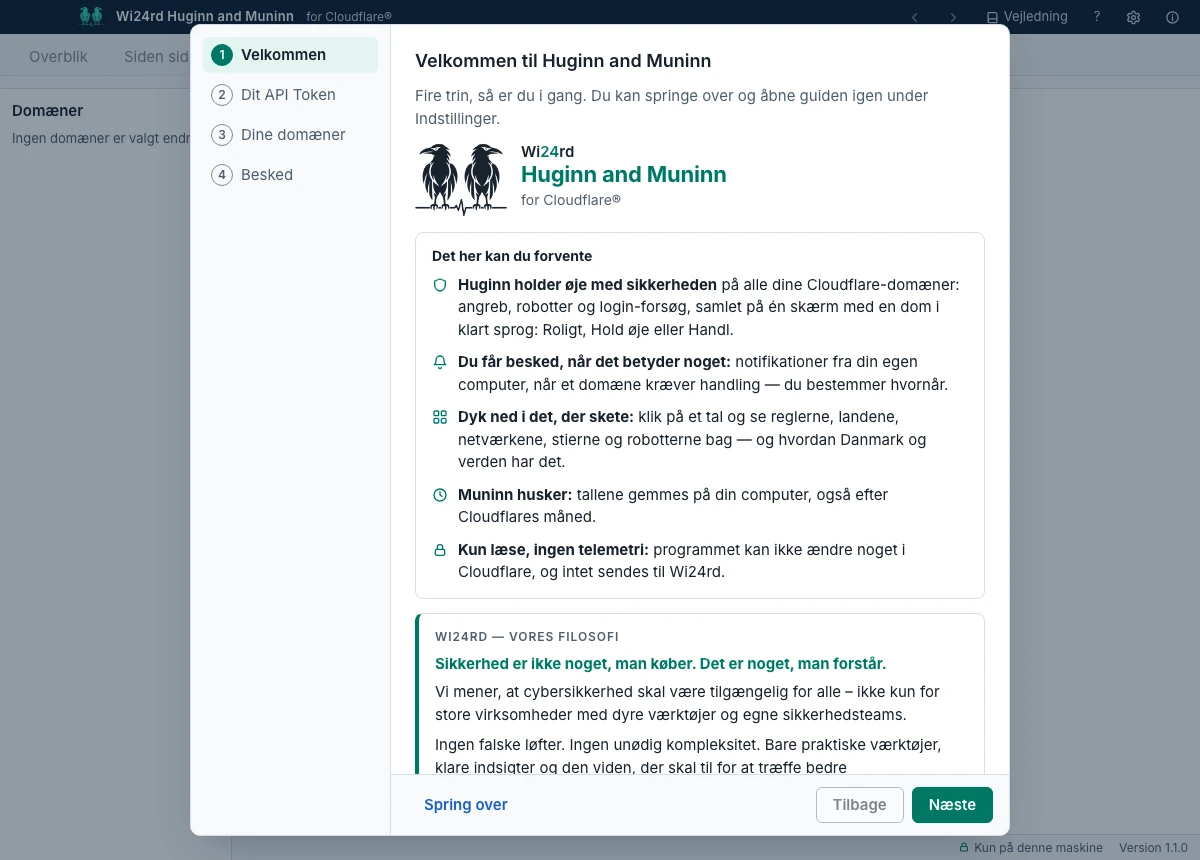 Wi24rd Huginn and Muninn for Cloudflare®
Vejledning ?
Overblik Siden sid
Domæner
Ingen domæner er valgt endn
1 Velkommen
2 Dit API Token
3 Dine domæner
4 Besked
Velkommen til Huginn and Muninn
Fire trin, så er du i gang. Du kan springe over og åbne guiden igen under
Indstillinger.
Wi24rd
Huginn and Muninn
for Cloudflare®
Det her kan du forvente
Huginn holder øje med sikkerheden på alle dine Cloudflare-domæner:
angreb, robotter og login-forsøg, samlet på én skærm med en dom i
klart sprog: Roligt, Hold øje eller Handl.
Du får besked, når det betyder noget: notifikationer fra din egen
computer, når et domæne kræver handling — du bestemmer hvornår.
Dyk ned i det, der skete: klik på et tal og se reglerne, landene,
netværkene, stierne og robotterne bag — og hvordan Danmark og
verden har det.
Muninn husker: tallene gemmes på din computer, også efter
Cloudflares måned.
Kun læse, ingen telemetri: programmet kan ikke ændre noget i
Cloudflare, og intet sendes til Wi24rd.
WI24RD — VORES FILOSOFI
Sikkerhed er ikke noget, man køber. Det er noget, man forstår.
Vi mener, at cybersikkerhed skal være tilgængelig for alle – ikke kun for
store virksomheder med dyre værktøjer og egne sikkerhedsteams.
Ingen falske løfter. Ingen unødig kompleksitet. Bare praktiske værktøjer,
klare indsigter og den viden, der skal til for at træffe bedre
Spring over Tilbage Næste
Kun på denne maskine Version 1.1.0